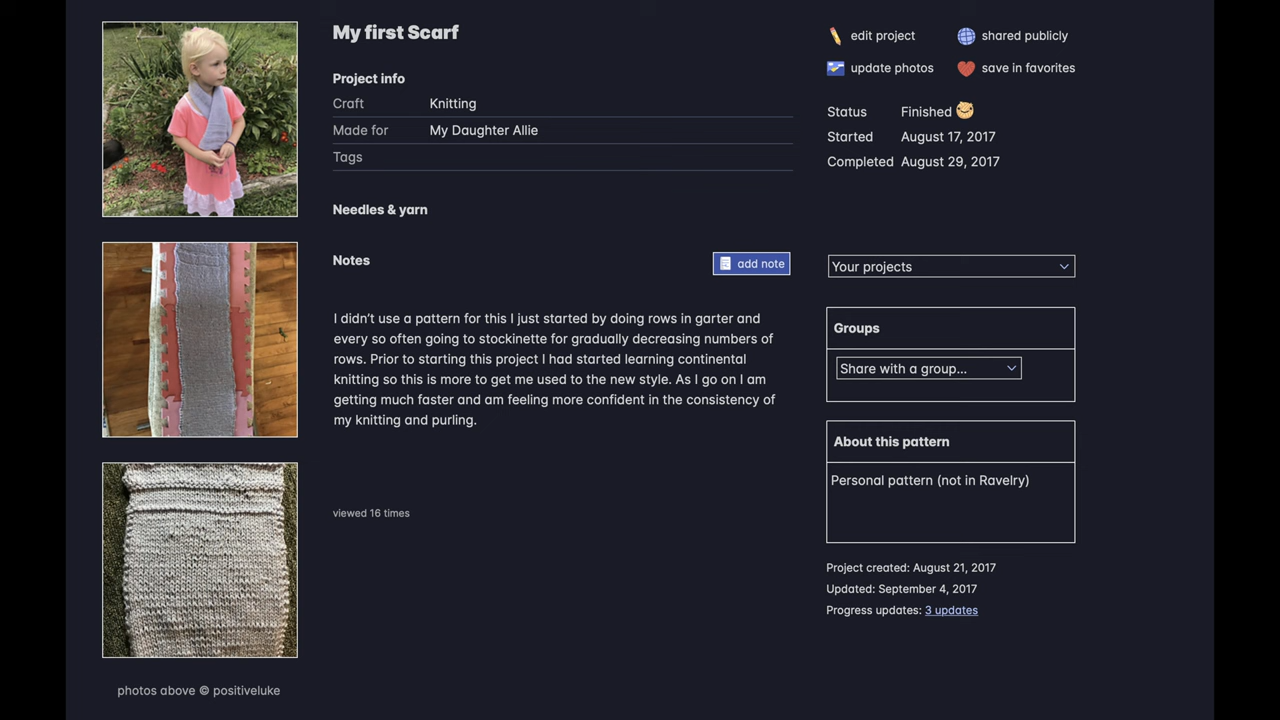 My first Scarf
Project info
Craft Knitting
Made for My Daughter Allie
Tags
Needles & yarn
Notes
add note
I didn't use a pattern for this I just started by doing rows in garter and
every so often going to stockinette for gradually decreasing numbers of
rows. Prior to starting this project I had started learning continental
knitting so this is more to get me used to the new style. As I go on I am
getting much faster and am feeling more confident in the consistency of
my knitting and purling.
viewed 16 times
edit project
shared publicly
update photos
save in favorites
Status Finished
Started August 17, 2017
Completed August 29, 2017
Your projects
Groups
Share with a group...
About this pattern
Personal pattern (not in Ravelry)
Project created: August 21, 2017
Updated: September 4, 2017
Progress updates: 3 updates
photos above © positiveluke